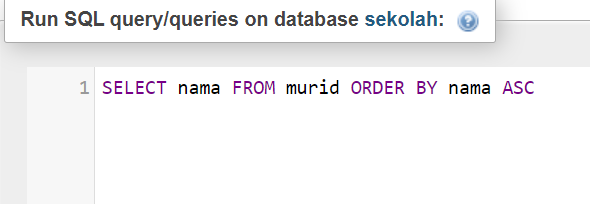 Run SQL query/queries on database sekolah:
1 SELECT nama FROM murid ORDER BY nama ASC